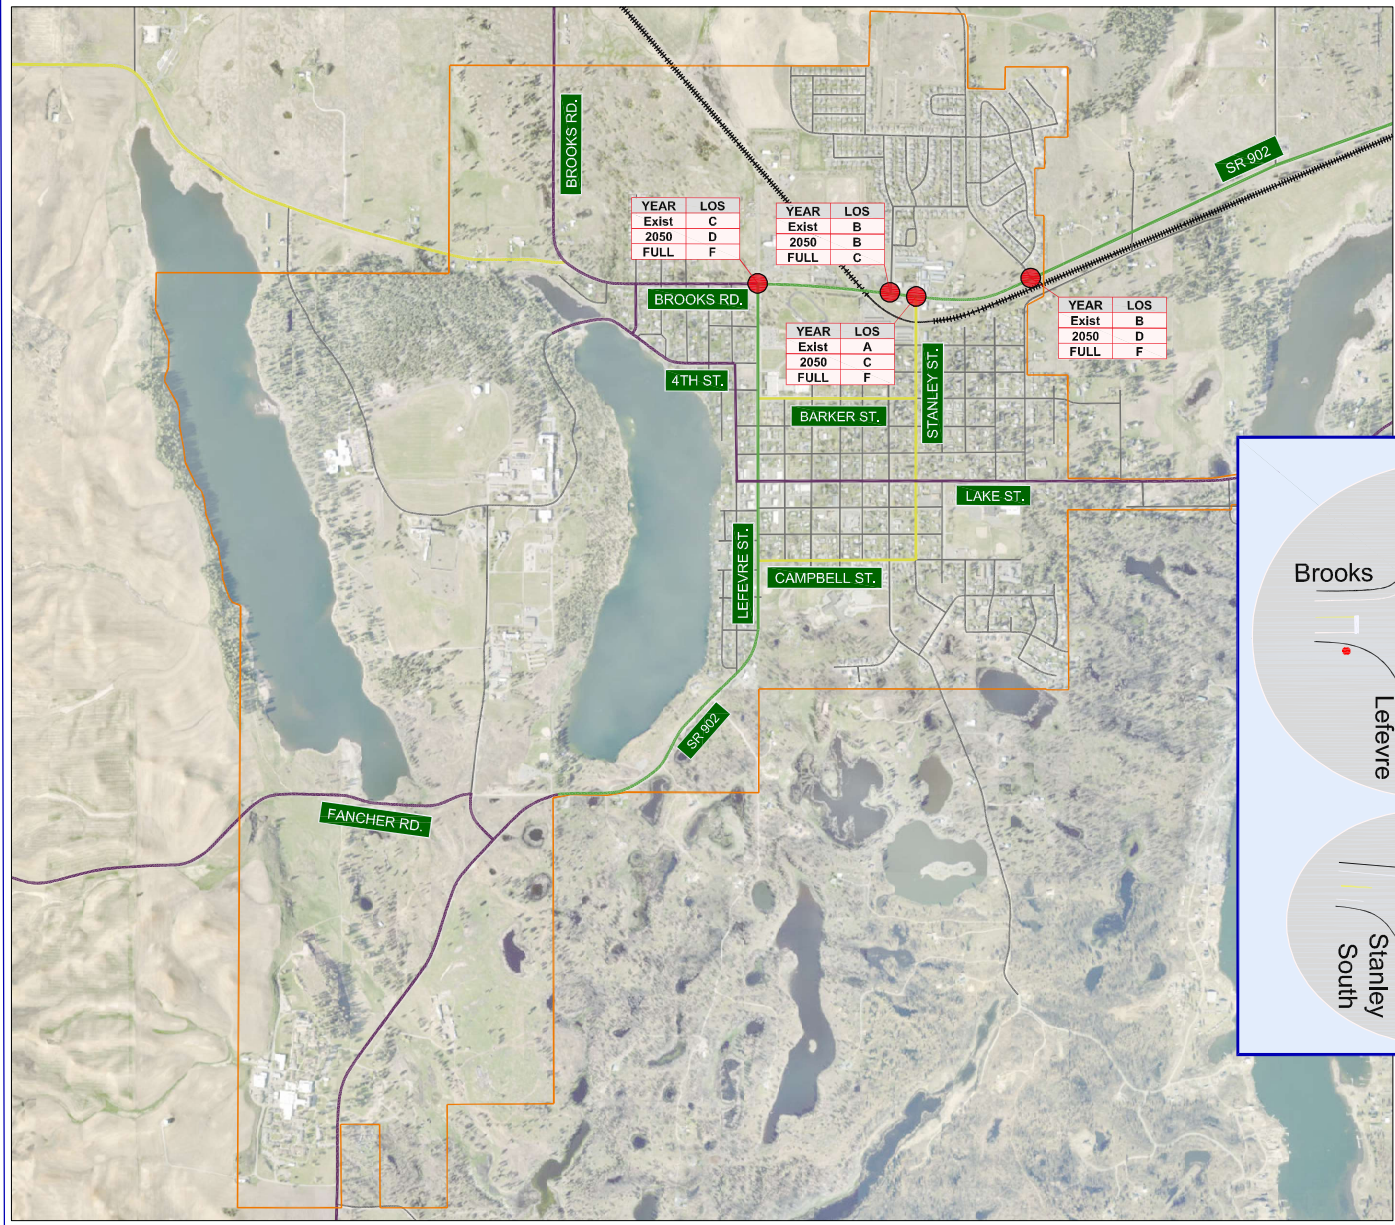 BROOKS RD.
SR 902
YEAR LOS
Exist C
2050 D
FULL F
YEAR LOS
Exist B
2050 B
FULL C
BROOKS RD.
YEAR LOS
Exist B
2050 D
FULL F
YEAR LOS
Exist A
2050 C
FULL F
4TH ST.
STANLEY ST.
BARKER ST.
LAKE ST.
LEFEVRE ST.
CAMPBELL ST.
SR 902
FANCHER RD.
Brooks
Lefevre
Stanley
South